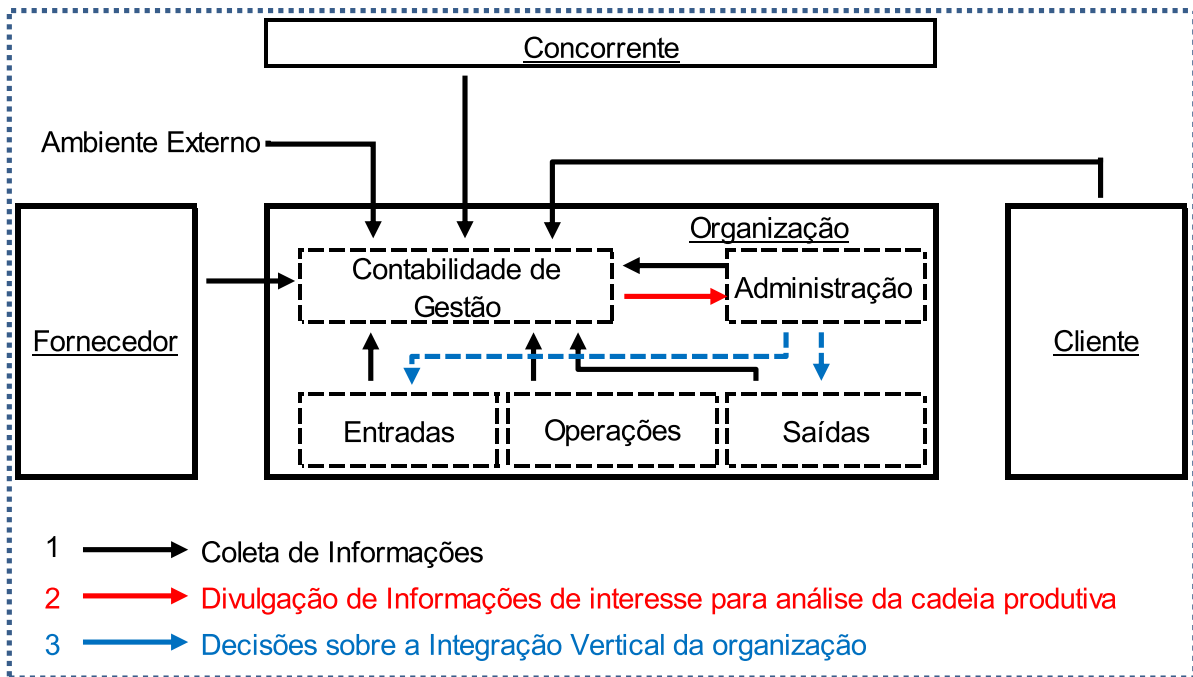 Concorrente
Ambiente Externo
Organização
Contabilidade de
Gestão
Administração
Fornecedor
Cliente
Entradas
Operações
Saídas
1 Coleta de Informações
2 Divulgação de Informações de interesse para análise da cadeia produtiva
3 Decisões sobre a Integração Vertical da organização